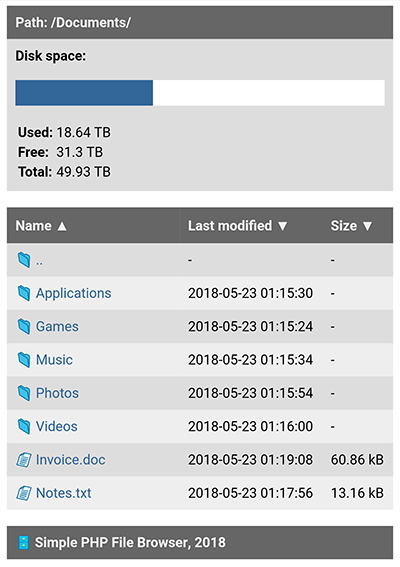 Path: /Documents/
Disk space:
Used: 18.64 TB
Free: 31.3 TB
Total: 49.93 TB
Name ▲ Last modified ▼ Size ▼
.. - -
Applications 2018-05-23 01:15:30 -
Games 2018-05-23 01:15:24 -
Music 2018-05-23 01:15:34 -
Photos 2018-05-23 01:15:54 -
Videos 2018-05-23 01:16:00 -
Invoice.doc 2018-05-23 01:19:08 60.86 kB
Notes.txt 2018-05-23 01:17:56 13.16 kB
Simple PHP File Browser, 2018